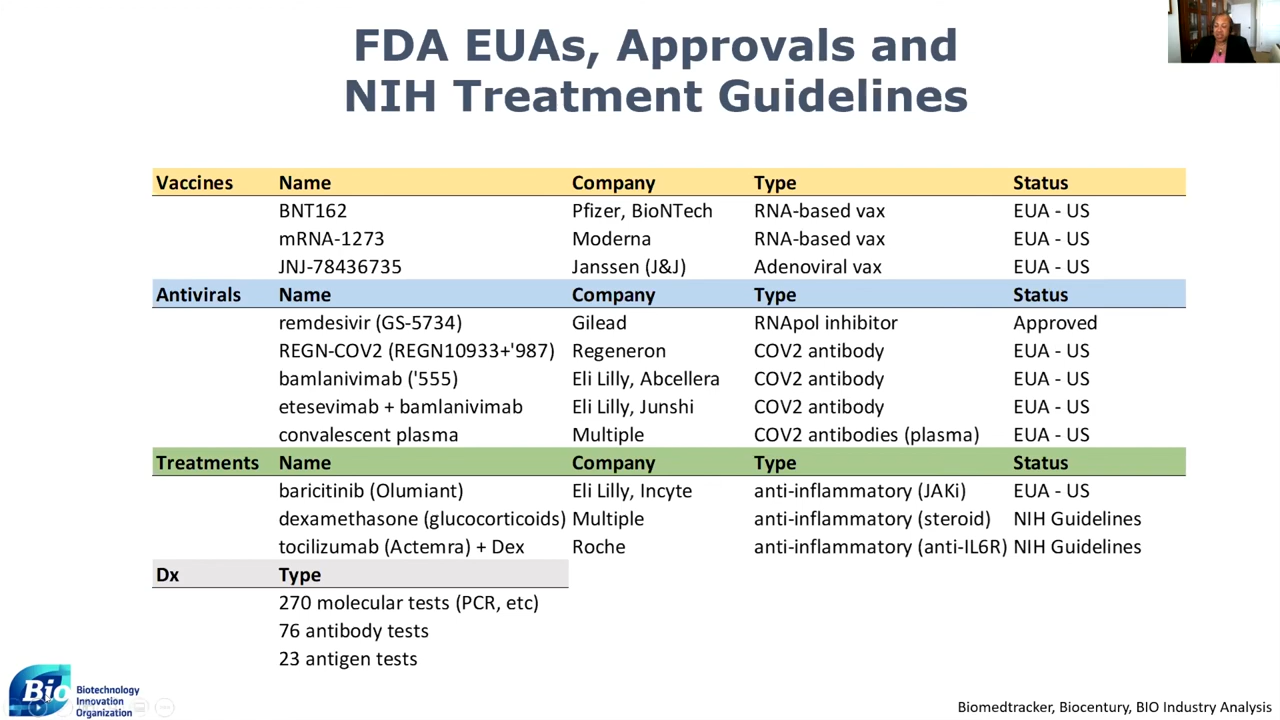 FDA EUAs, Approvals and
NIH Treatment Guidelines
Vaccines Name Company Type Status
BNT162 Pfizer, BioNTech RNA-based vax EUA - US
mRNA-1273 Moderna RNA-based vax EUA - US
JNJ-78436735 Janssen (J&J) Adenoviral vax EUA - US
Antivirals Name Company Type Status
remdesivir (GS-5734) Gilead RNApol inhibitor Approved
REGN-COV2 (REGN10933+'987) Regeneron COV2 antibody EUA - US
bamlanivimab ('555) Eli Lilly, Abcellera COV2 antibody EUA - US
etesevimab + bamlanivimab Eli Lilly, Junshi COV2 antibody EUA - US
convalescent plasma Multiple COV2 antibodies (plasma) EUA - US
Treatments Name Company Type Status
baricitinib (Olumiant) Eli Lilly, Incyte anti-inflammatory (JAKi) EUA - US
dexamethasone (glucocorticoids) Multiple anti-inflammatory (steroid) NIH Guidelines
tocilizumab (Actemra) + Dex Roche anti-inflammatory (anti-IL6R) NIH Guidelines
Dx Type
270 molecular tests (PCR, etc)
76 antibody tests
23 antigen tests
Bio
Biotechnology
Innovation
Organization
Biomedtracker, Biocentury, BIO Industry Analysis